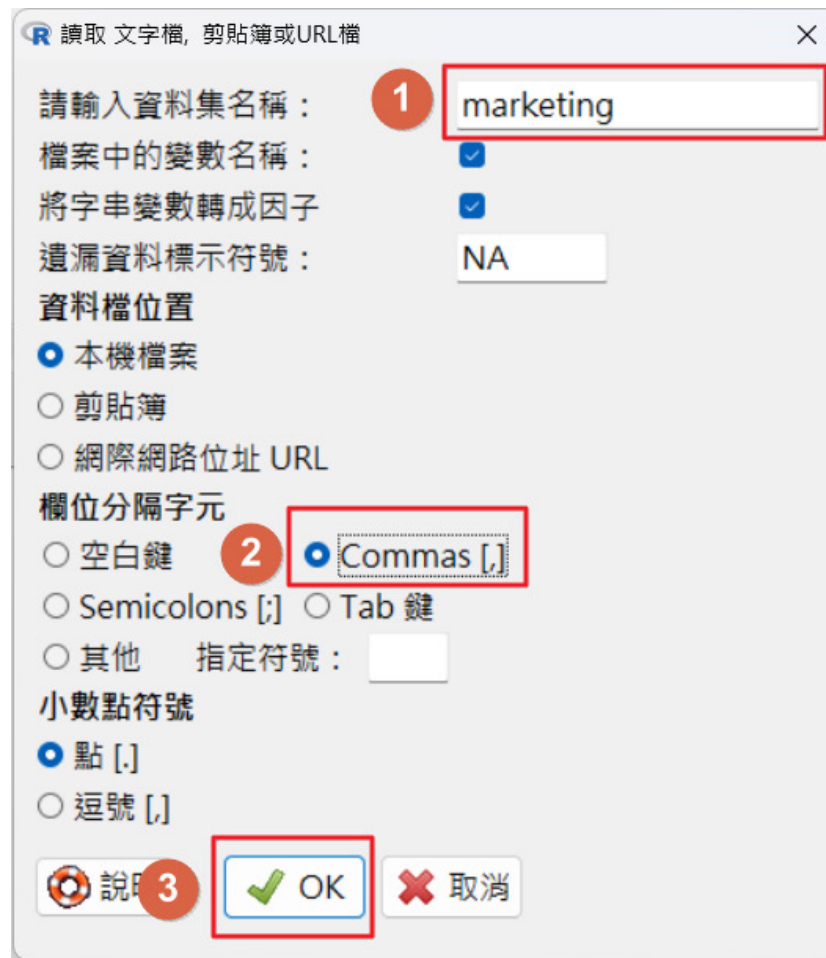 讀取 文字檔, 剪貼簿或URL檔
請輸入資料集名稱： 1 marketing
檔案中的變數名稱：
將字串變數轉成因子
遺漏資料標示符號： NA
資料檔位置
本機檔案
剪貼簿
網際網路位址 URL
欄位分隔字元
空白鍵 2 Commas [,]
Semicolons [;] Tab 鍵
其他 指定符號：
小數點符號
點 [.]
逗號 [,]
說 3 OK 取消